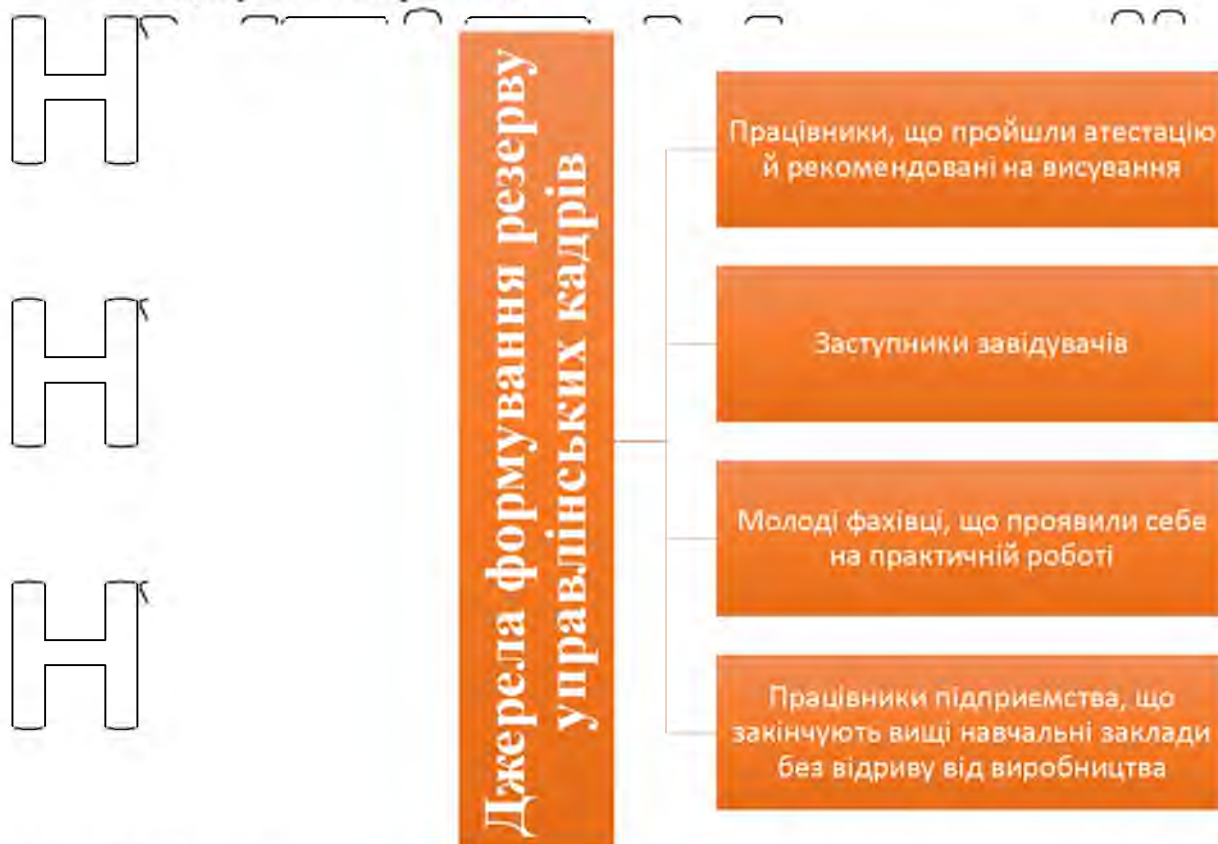 Джерела формування резерву
управлінських кадрів
Працівники, що пройшли атестацію
й рекомендовані на висування
Заступники завідувачів
Молоді фахівці, що проявили себе
на практичній роботі
Працівники підприємства, що
закінчують вищі навчальні заклади
без відриву від виробництва